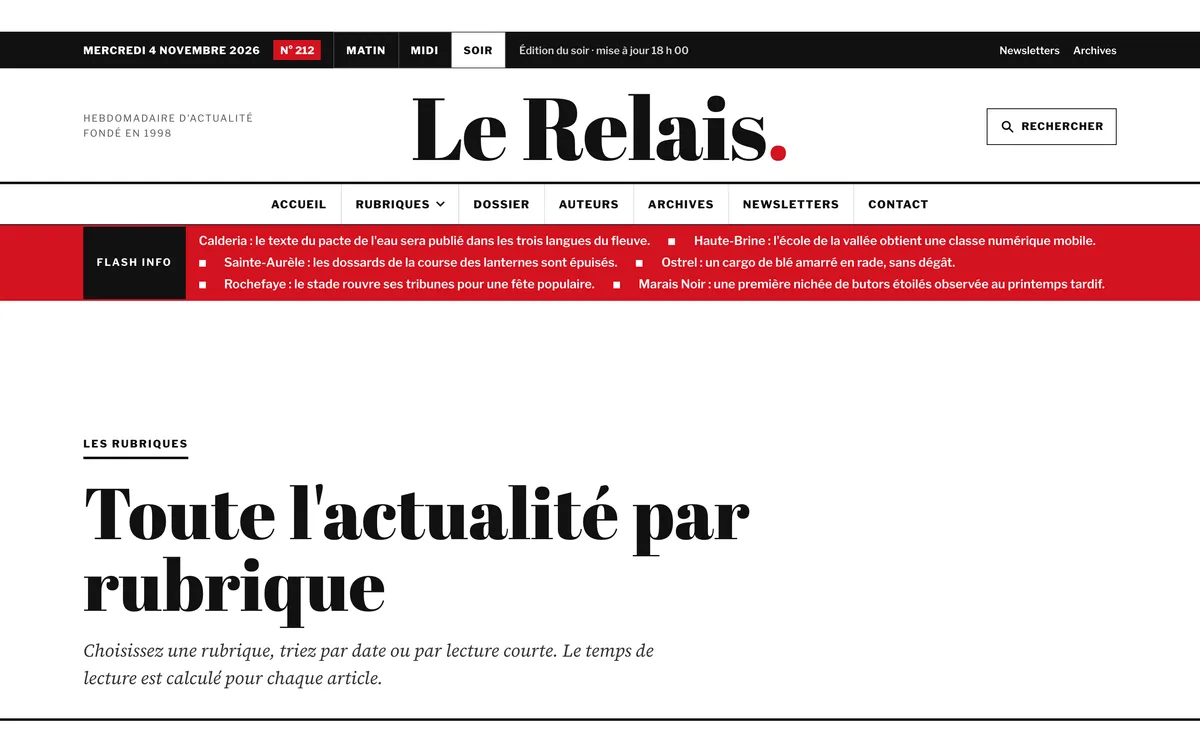 MERCREDI 4 NOVEMBRE 2026 N° 212 MATIN MIDI SOIR Édition du soir · mise à jour 18 h 00 Newsletters Archives
HEBDOMADAIRE D'ACTUALITÉ
FONDÉ EN 1998
Le Relais.
RECHERCHER
ACCUEIL RUBRIQUES DOSSIER AUTEURS ARCHIVES NEWSLETTERS CONTACT
FLASH INFO
Calderia : le texte du pacte de l'eau sera publié dans les trois langues du fleuve. ■ Haute-Brine : l'école de la vallée obtient une classe numérique mobile.
■ Sainte-Aurèle : les dossards de la course des lanternes sont épuisés. ■ Ostrel : un cargo de blé amarré en rade, sans dégât.
■ Rochefaye : le stade rouvre ses tribunes pour une fête populaire. ■ Marais Noir : une première nichée de butors étoilés observée au printemps tardif.
LES RUBRIQUES
Toute l'actualité par
rubrique
Choisissez une rubrique, triez par date ou par lecture courte. Le temps de
lecture est calculé pour chaque article.